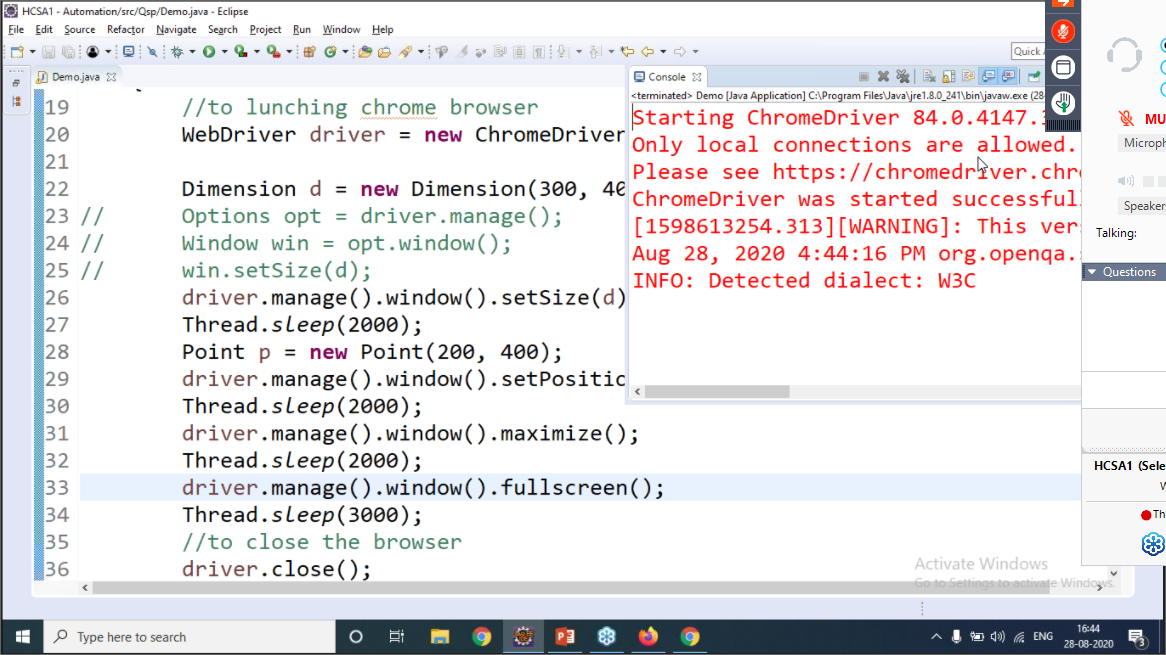 HCSA1 - Automation/src/Qsp/Demo.java - Eclipse
File Edit Source Refactor Navigate Search Project Run Window Help
Quick
Demo.java
19 //to lunching chrome browser
20 WebDriver driver = new ChromeDriver
21
22 Dimension d = new Dimension(300, 40
23 // Options opt = driver.manage();
24 // Window win = opt.window();
25 // win.setSize(d);
26 driver.manage().window().setSize(d)
27 Thread.sleep(2000);
28 Point p = new Point(200, 400);
29 driver.manage().window().setPositio
30 Thread.sleep(2000);
31 driver.manage().window().maximize();
32 Thread.sleep(2000);
33 driver.manage().window().fullscreen();
34 Thread.sleep(3000);
35 //to close the browser
36 driver.close();
Console
<terminated> Demo [Java Application] C:\Program Files\Java\jre1.8.0_241\bin\javaw.exe (28-
Starting ChromeDriver 84.0.4147.
Only local connections are allowed.
Please see https://chromedriver.chr
ChromeDriver was started successful
[1598613254.313][WARNING]: This ver
Aug 28, 2020 4:44:16 PM org.openqa.
INFO: Detected dialect: W3C
MU
Microph
Speaker
Talking:
Questions
HCSA1 (Sele
W
Th
Activate Windows
Go to Settings to activate Windows.
Type here to search
ENG
16:44
28-08-2020
3